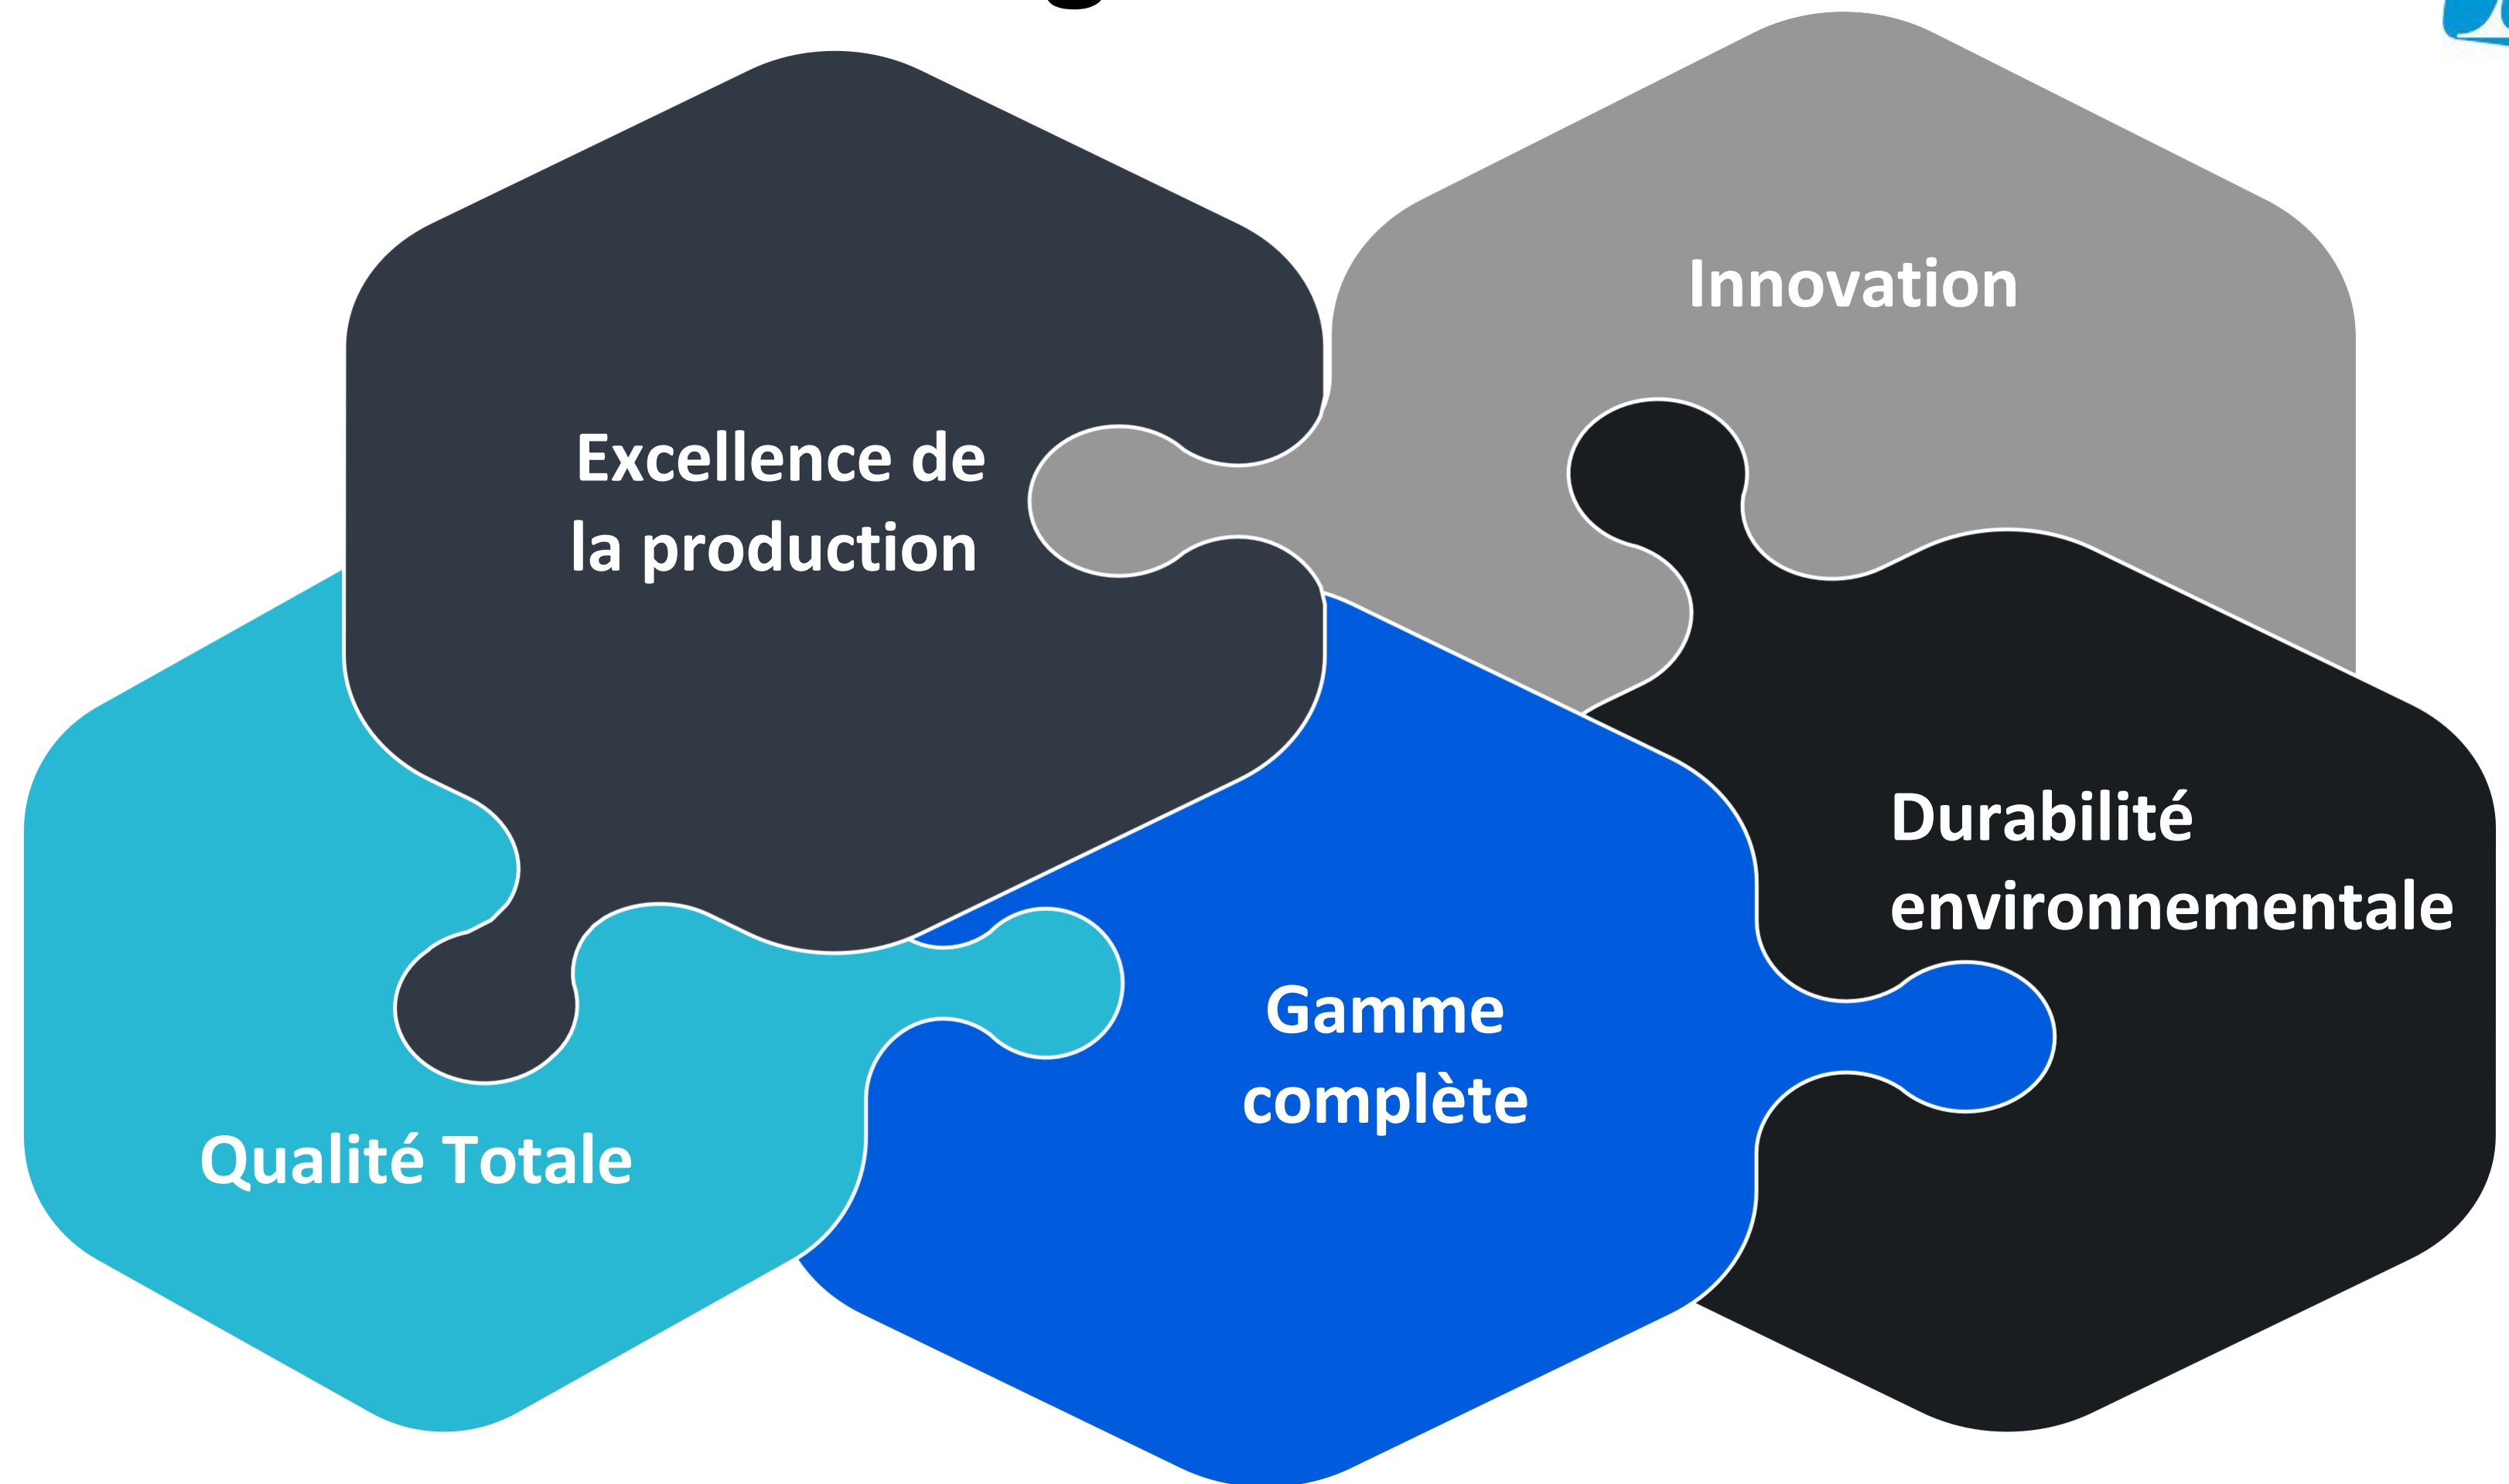 Innovation
Excellence de
la production
Durabilité
environnementale
Gamme
complète
Qualité Totale